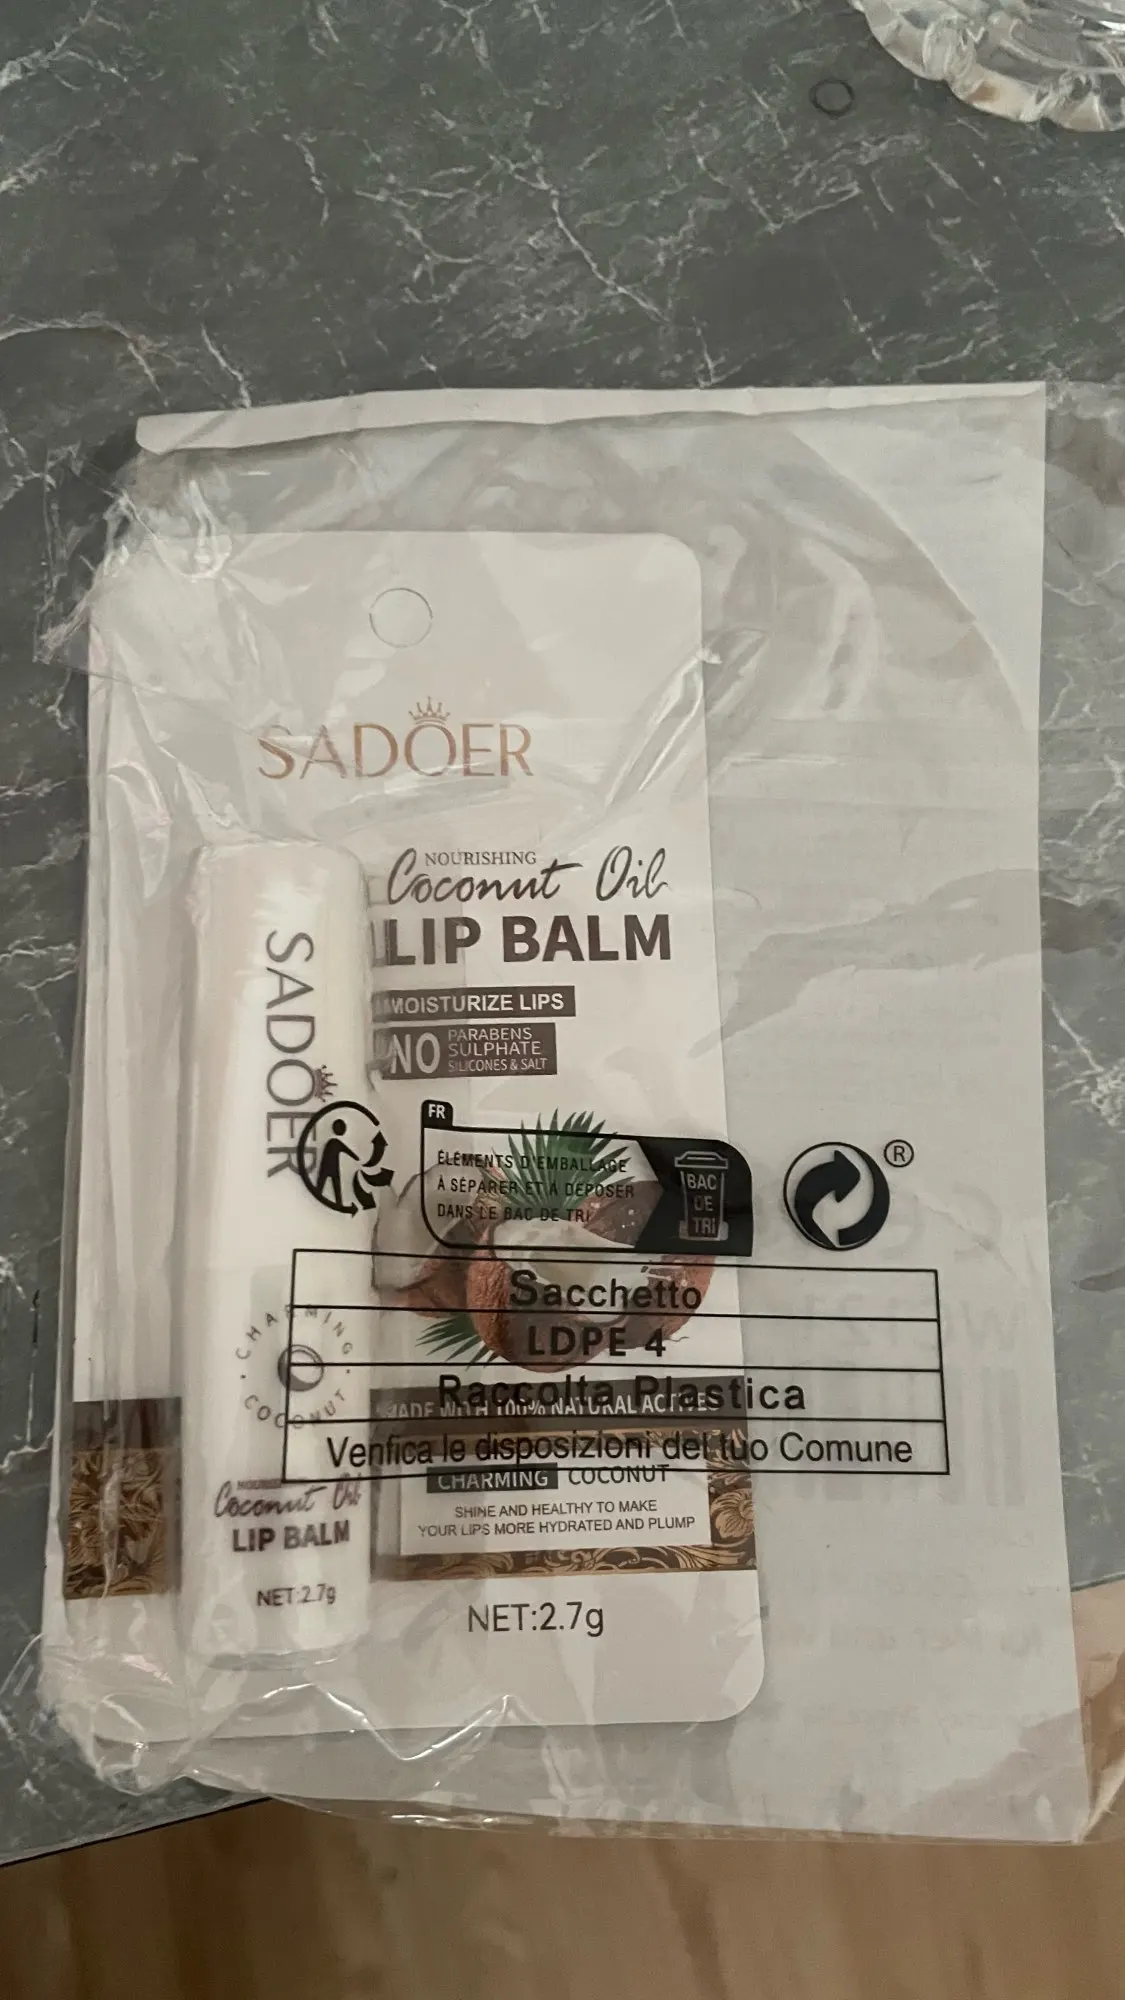 SADOER
NOURISHING
Coconut Oil
LIP BALM
MOISTURIZE LIPS
NO
PARABENS
SULPHATE
SILICONES & SALT
SADOER
FR
ÉLÉMENTS D'EMBALLAGE
À SÉPARER ET À DÉPOSER
DANS LE BAC DE TRI
BAC
DE
TRI
®
Sacchetto
LDPE 4
Raccolta Plastica
Verifica le disposizioni del tuo Comune
CHARMING
COCONUT
MADE WITH 100% NATURAL ACTIVES
CHARMING COCONUT
SHINE AND HEALTHY TO MAKE
YOUR LIPS MORE HYDRATED AND PLUMP
Coconut Oil
LIP BALM
NET:2.7g
NET:2.7g